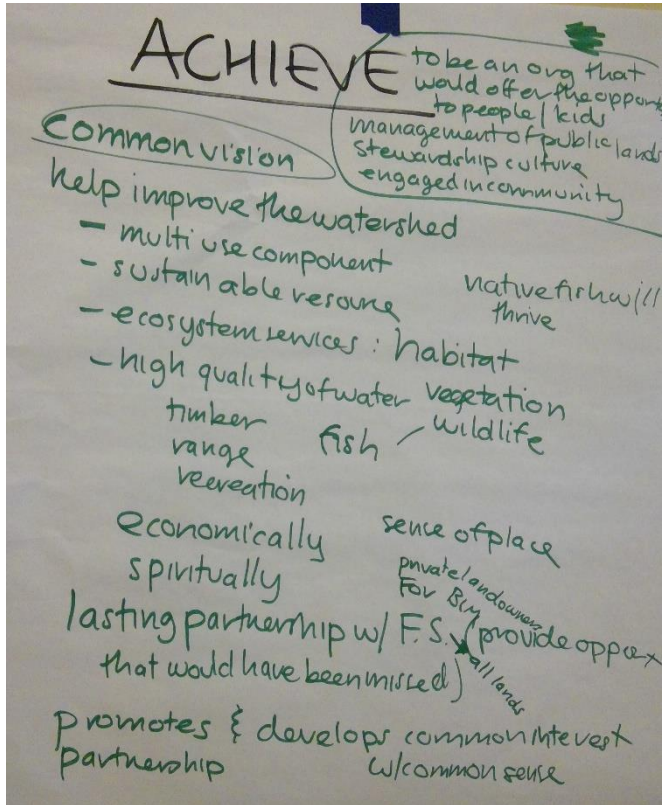 ACHIEVE
to be an org that
would offer the opport
to people / kids
management of public lands
stewardship culture
engaged in community
common vision
help improve the watershed
- multi use component
- sustainable resource
native fish will
thrive
- ecosystem services : habitat
- high quality of water vegetation
timber fish / wildlife
range
recreation
economically sence of place
spiritually
private landowners
For BLM
lasting partnership w/ F.S. (provide oppor
all lands
that would have been missed)
promotes & develops common interest
partnership w/common sense